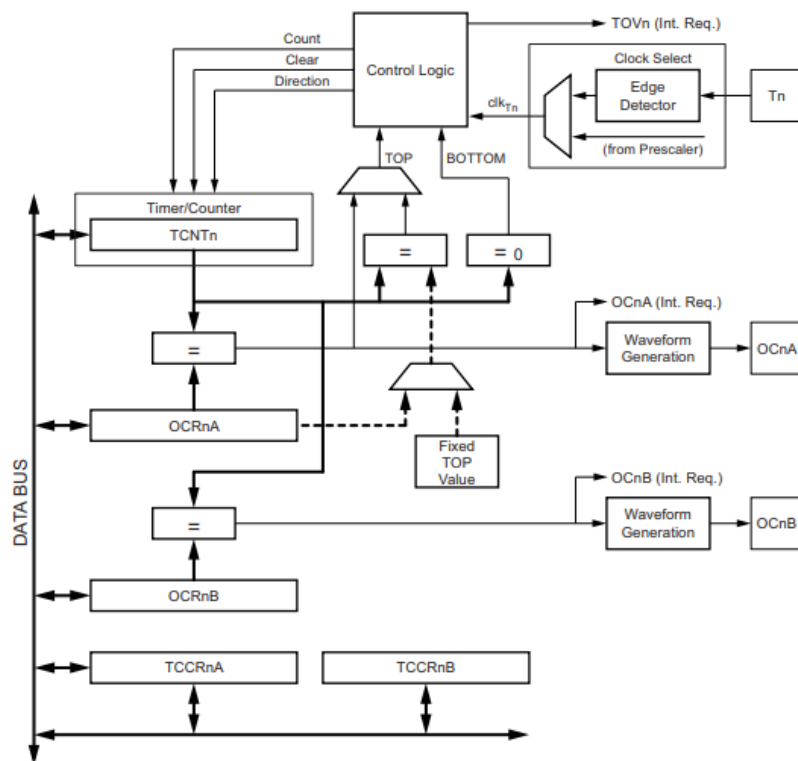 Count
Clear
Direction
Control Logic
TOVn (Int. Req.)
Clock Select
Edge
Detector
Tn
clkTn
(from Prescaler)
TOP
BOTTOM
Timer/Counter
TCNTn
=
= 0
=
OCnA (Int. Req.)
Waveform
Generation
OCnA
OCRnA
Fixed
TOP
Value
OCnB (Int. Req.)
=
Waveform
Generation
OCnB
DATA BUS
OCRnB
TCCRnA
TCCRnB